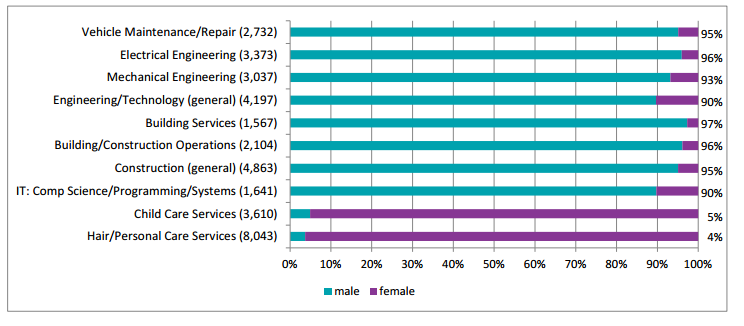 Vehicle Maintenance/Repair (2,732) 95%
Electrical Engineering (3,373) 96%
Mechanical Engineering (3,037) 93%
Engineering/Technology (general) (4,197) 90%
Building Services (1,567) 97%
Building/Construction Operations (2,104) 96%
Construction (general) (4,863) 95%
IT: Comp Science/Programming/Systems (1,641) 90%
Child Care Services (3,610) 5%
Hair/Personal Care Services (8,043) 4%
0% 10% 20% 30% 40% 50% 60% 70% 80% 90% 100%
male female